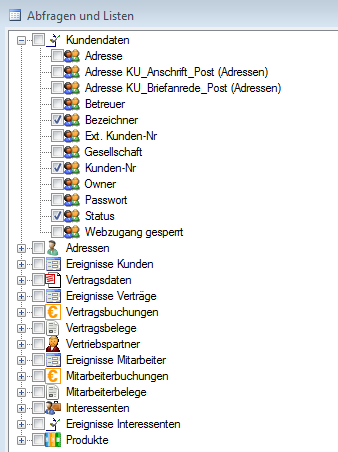 Abfragen und Listen
Kundendaten
Adresse
Adresse KU_Anschrift_Post (Adressen)
Adresse KU_Briefanrede_Post (Adressen)
Betreuer
Bezeichner
Ext. Kunden-Nr
Gesellschaft
Kunden-Nr
Owner
Passwort
Status
Webzugang gesperrt
Adressen
Ereignisse Kunden
Vertragsdaten
Ereignisse Verträge
Vertragsbuchungen
Vertragsbelege
Vertriebspartner
Ereignisse Mitarbeiter
Mitarbeiterbuchungen
Mitarbeiterbelege
Interessenten
Ereignisse Interessenten
Produkte